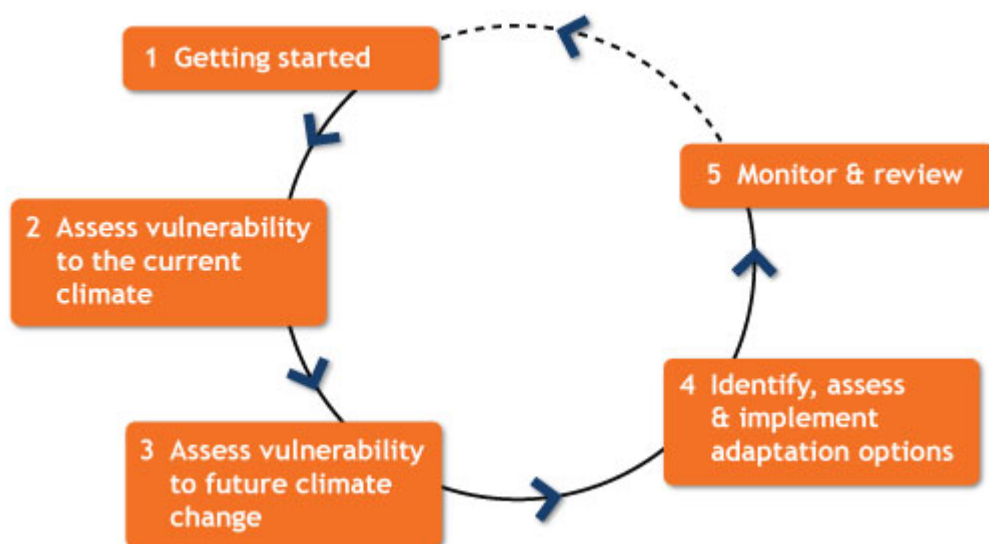 1 Getting started
2 Assess vulnerability
to the current
climate
3 Assess vulnerability
to future climate
change
4 Identify, assess
& implement
adaptation options
5 Monitor & review